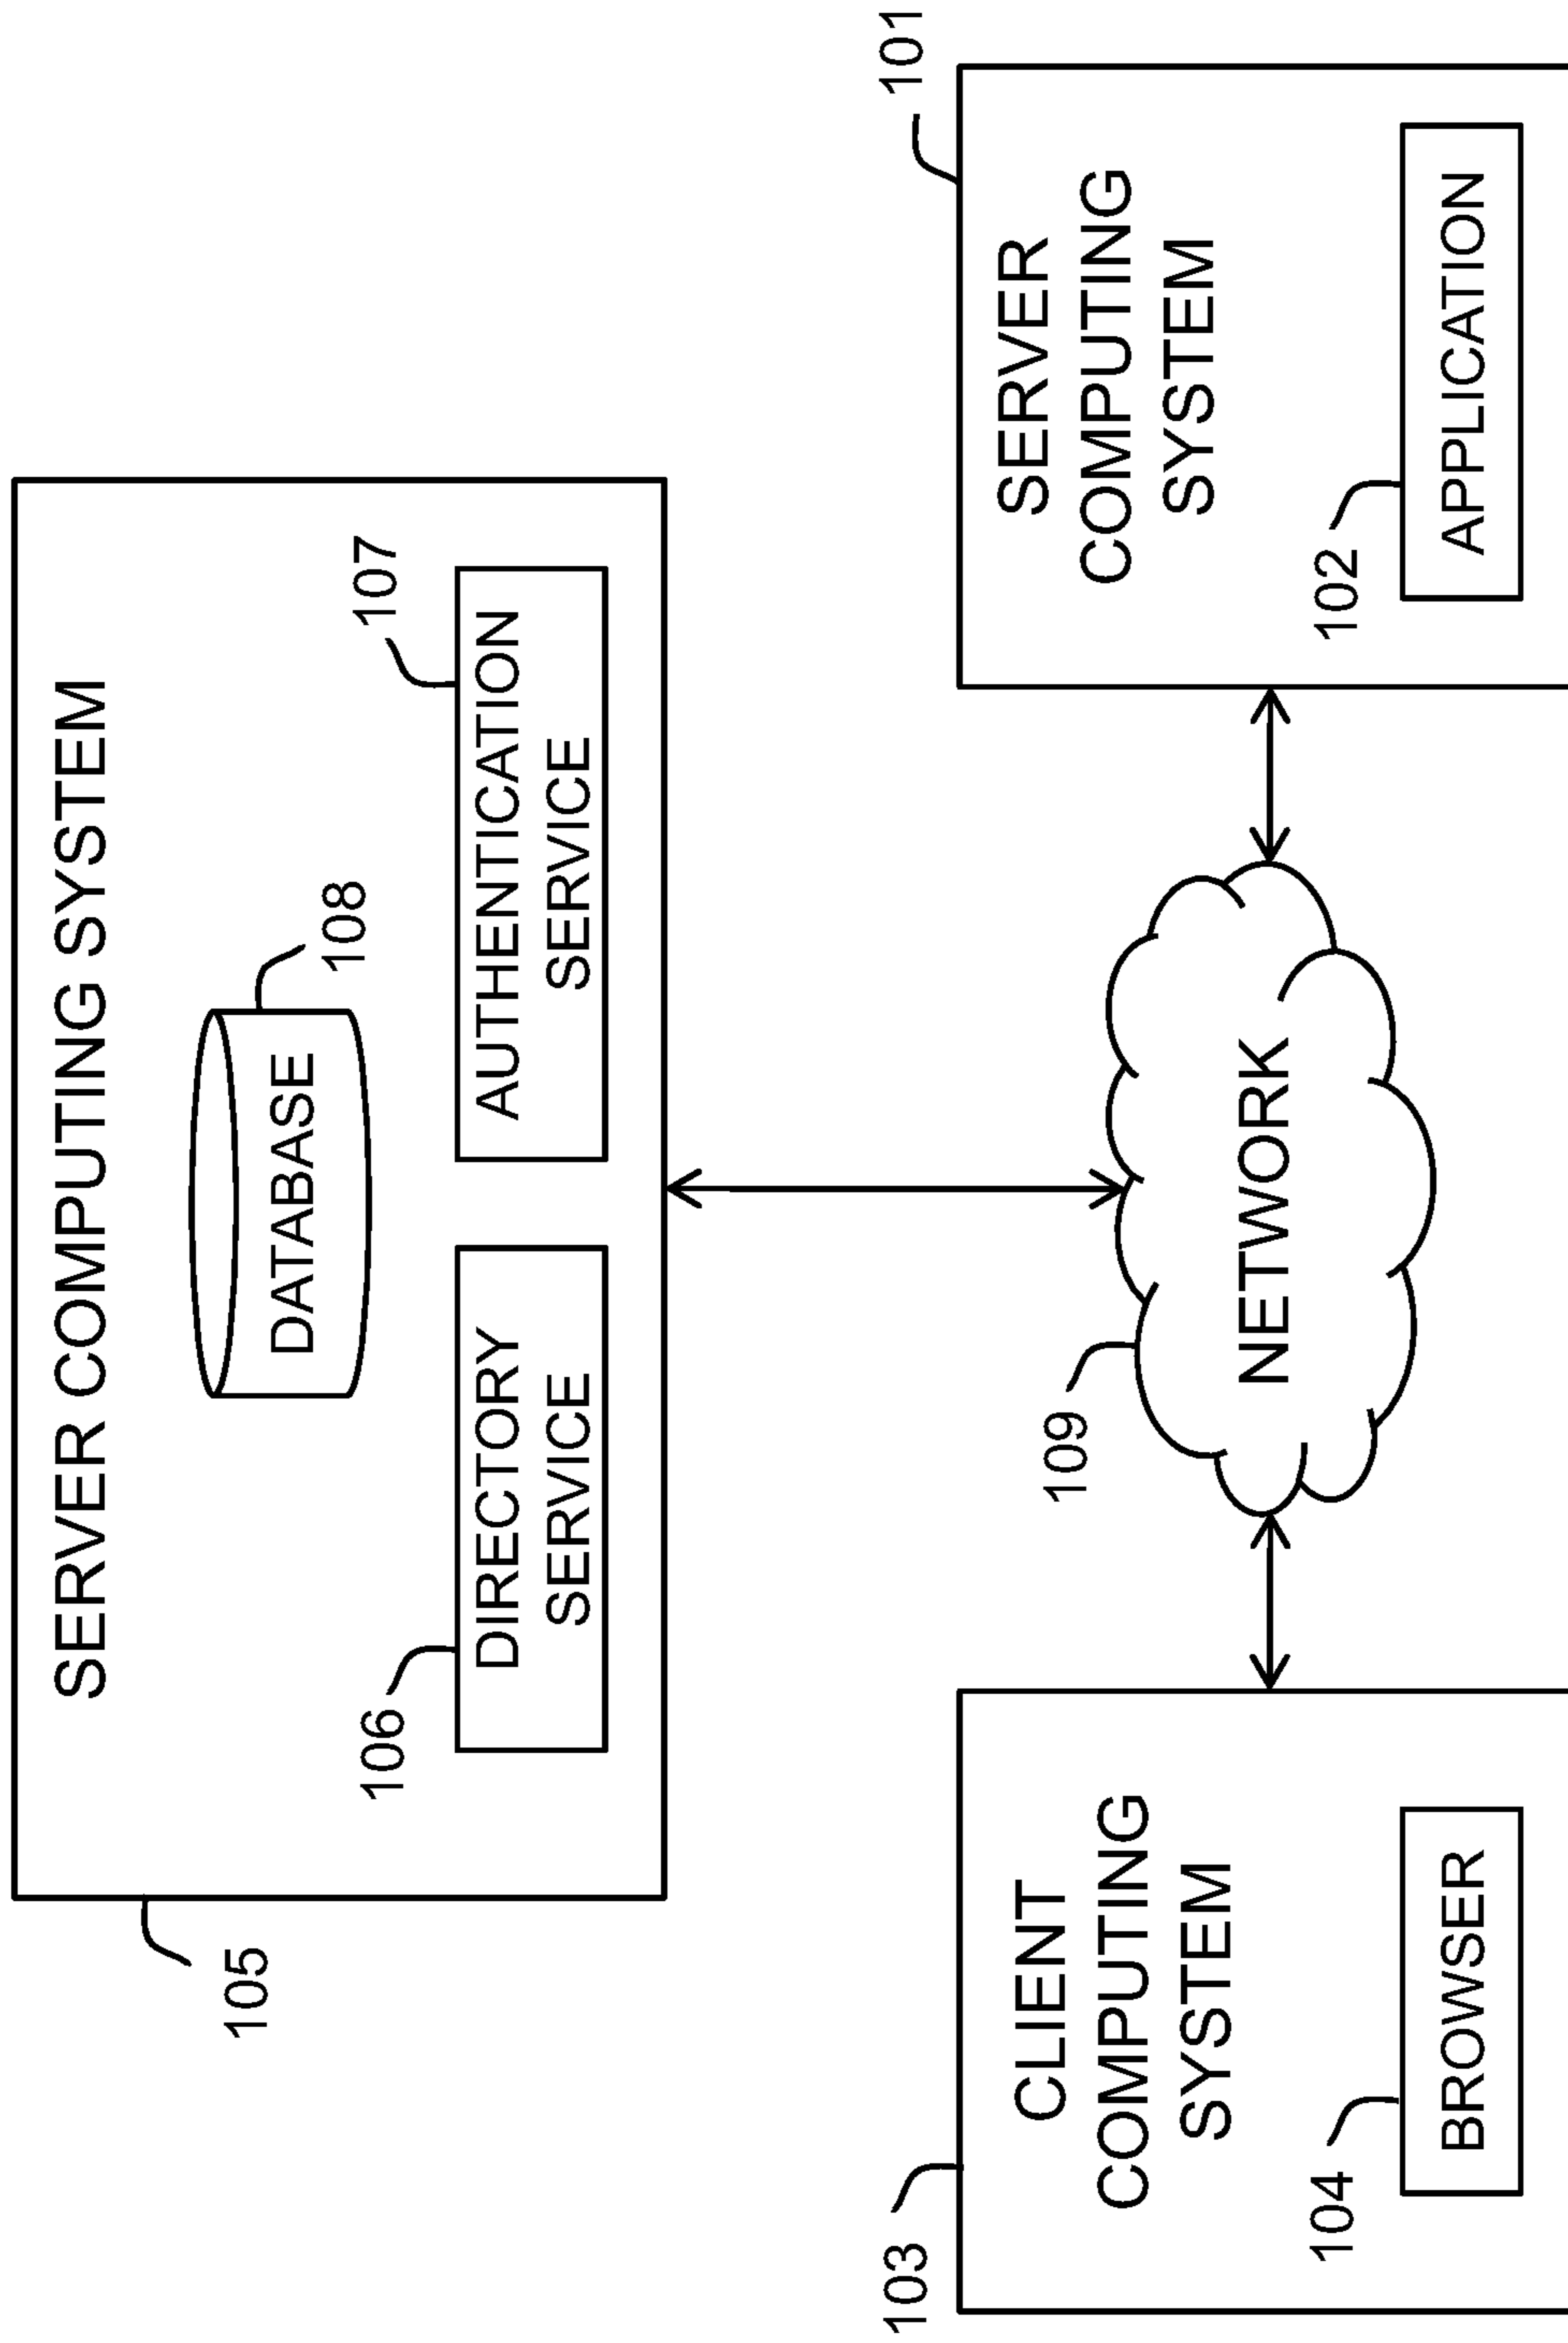 SERVER COMPUTING SYSTEM
105
DATABASE
108
106
107
DIRECTORY
SERVICE
AUTHENTICATION
SERVICE
109
NETWORK
103
CLIENT
COMPUTING
SYSTEM
104
BROWSER
101
SERVER
COMPUTING
SYSTEM
102
APPLICATION